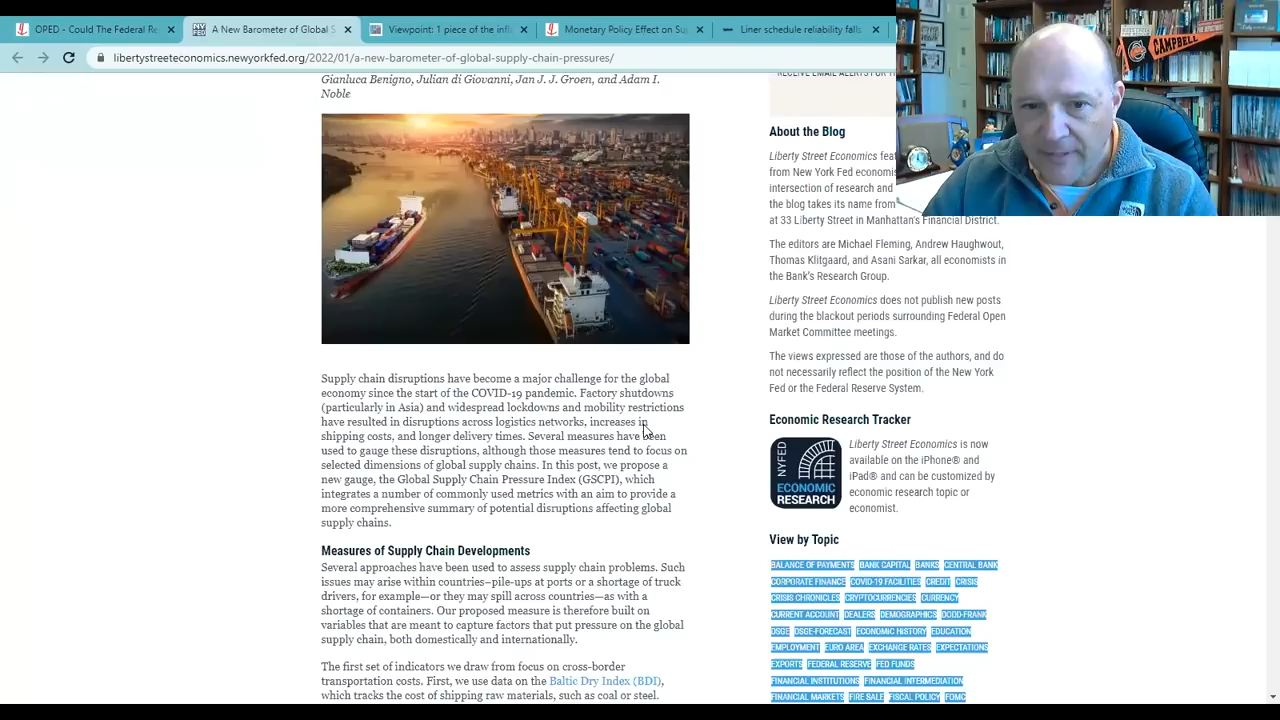 OPED - Could The Federal Re
A New Barometer of Global S
Viewpoint: 1 piece of the infl
Monetary Policy Effect on Su
Liner schedule reliability falls
libertystreeteconomics.newyorkfed.org/2022/01/a-new-barometer-of-global-supply-chain-pressures/
Gianluca Benigno, Julian di Giovanni, Jan J. J. Groen, and Adam I.
Noble
Supply chain disruptions have become a major challenge for the global
economy since the start of the COVID-19 pandemic. Factory shutdowns
(particularly in Asia) and widespread lockdowns and mobility restrictions
have resulted in disruptions across logistics networks, increases in
shipping costs, and longer delivery times. Several measures have been
used to gauge these disruptions, although those measures tend to focus on
selected dimensions of global supply chains. In this post, we propose a
new gauge, the Global Supply Chain Pressure Index (GSCPI), which
integrates a number of commonly used metrics with an aim to provide a
more comprehensive summary of potential disruptions affecting global
supply chains.
Measures of Supply Chain Developments
Several approaches have been used to assess supply chain problems. Such
issues may arise within countries–pile-ups at ports or a shortage of truck
drivers, for example—or they may spill across countries—as with a
shortage of containers. Our proposed measure is therefore built on
variables that are meant to capture factors that put pressure on the global
supply chain, both domestically and internationally.
The first set of indicators we draw from focus on cross-border
transportation costs. First, we use data on the Baltic Dry Index (BDI),
which tracks the cost of shipping raw materials, such as coal or steel.
RECEIVE EMAIL ALERTS
About the Blog
Liberty Street Economics feat
from New York Fed economis
intersection of research and
the blog takes its name from
at 33 Liberty Street in Manhattan's Financial District.
The editors are Michael Fleming, Andrew Haughwout,
Thomas Klitgaard, and Asani Sarkar, all economists in
the Bank's Research Group.
Liberty Street Economics does not publish new posts
during the blackout periods surrounding Federal Open
Market Committee meetings.
The views expressed are those of the authors, and do
not necessarily reflect the position of the New York
Fed or the Federal Reserve System.
Economic Research Tracker
NYFED
ECONOMIC
RESEARCH
Liberty Street Economics is now
available on the iPhone® and
iPad® and can be customized by
economic research topic or
economist.
View by Topic
BALANCE OF PAYMENTS BANK CAPITAL BANKS CENTRAL BANK
CORPORATE FINANCE COVID-19 FACILITIES CREDIT CRISIS
CRISIS CHRONICLES CRYPTOCURRENCIES CURRENCY
CURRENT ACCOUNT DEALERS DEMOGRAPHICS DODD-FRANK
DSGE DSGE-FORECAST ECONOMIC HISTORY EDUCATION
EMPLOYMENT EURO AREA EXCHANGE RATES EXPECTATIONS
EXPORTS FEDERAL RESERVE FED FUNDS
FINANCIAL INSTITUTIONS FINANCIAL INTERMEDIATION
FINANCIAL MARKETS FIRE SALE FISCAL POLICY FOMC
CAMPBELL